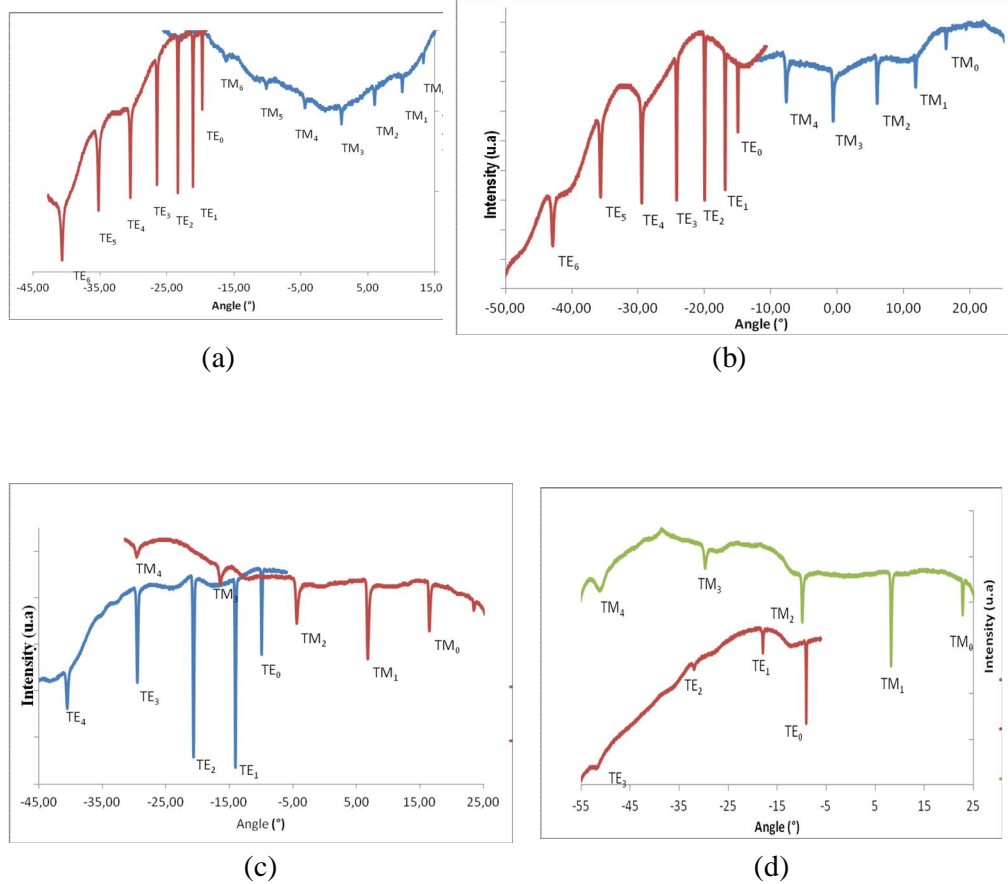 TM₆
TM₅
TM₄
TM₃
TM₂
TM₁
TM
TE₀
TE₁
TE₂
TE₃
TE₄
TE₅
TE₆
-45,00 -35,00 -25,00 -15,00 -5,00 5,00 15,0
Angle (°)
(a)
Intensity (u.a)
TM₀
TM₁
TM₂
TM₃
TM₄
TE₀
TE₁
TE₂
TE₃
TE₄
TE₅
TE₆
-50,00 -40,00 -30,00 -20,00 -10,00 0,00 10,00 20,00
Angle (°)
(b)
Intensity (u.a)
TM₄
TM₃
TM₂
TM₁
TM₀
TE₀
TE₁
TE₂
TE₃
TE₄
-45,00 -35,00 -25,00 -15,00 -5,00 5,00 15,00 25,00
Angle (°)
(c)
TM₄
TM₃
TM₂
TM₁
TM₀
TE₁
TE₂
TE₀
TE₃
Intensity (u.a)
-55 -45 -35 -25 -15 -5 5 15 25
Angle (°)
(d)